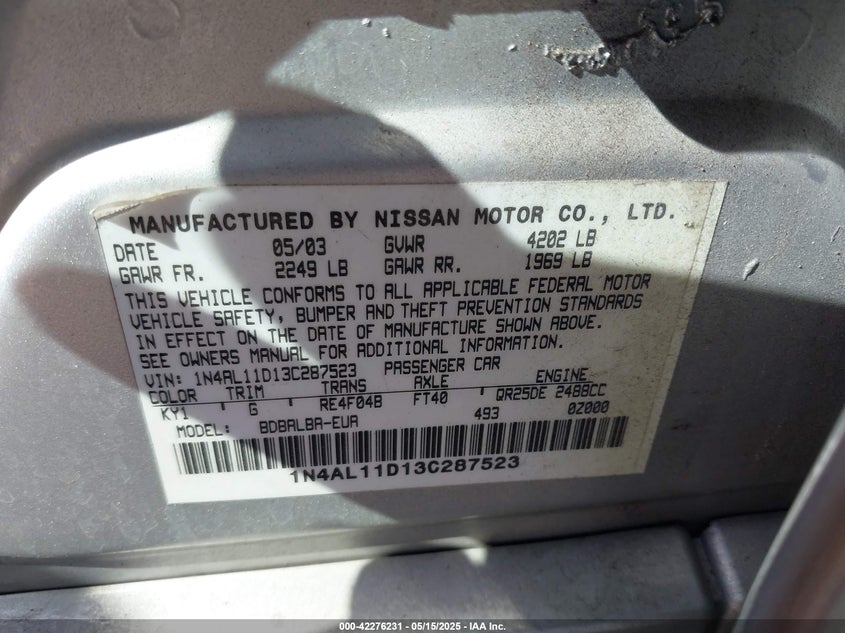 MANUFACTURED BY NISSAN MOTOR CO., LTD.
DATE 05/03 GVWR 4202 LB
GAWR FR. 2249 LB GAWR RR. 1969 LB
THIS VEHICLE CONFORMS TO ALL APPLICABLE FEDERAL MOTOR
VEHICLE SAFETY, BUMPER AND THEFT PREVENTION STANDARDS
IN EFFECT ON THE DATE OF MANUFACTURE SHOWN ABOVE.
SEE OWNERS MANUAL FOR ADDITIONAL INFORMATION.
VIN: 1N4AL11D13C287523 PASSENGER CAR
COLOR TRIM TRANS AXLE ENGINE
KY1 G RE4F04B FT40 QR25DE 2488CC
MODEL: BDBALBA-EUA 493 0Z000
1N4AL11D13C287523
000-42276231 - 05/15/2025 - IAA Inc.